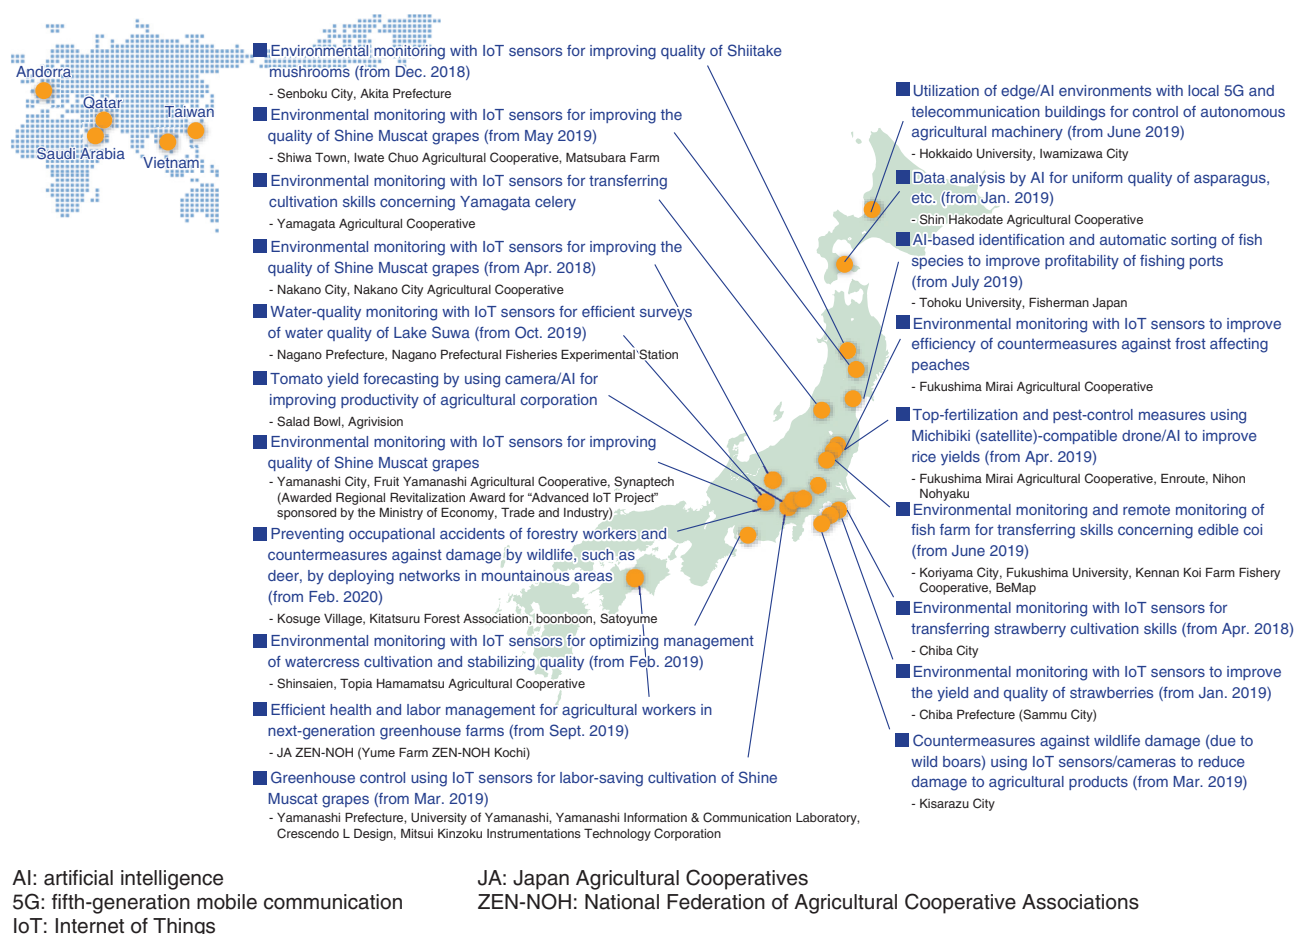 Andorra
Qatar
Taiwan
Saudi Arabia
Vietnam
Environmental monitoring with IoT sensors for improving quality of Shiitake
mushrooms (from Dec. 2018)
- Senboku City, Akita Prefecture
Environmental monitoring with IoT sensors for improving the
quality of Shine Muscat grapes (from May 2019)
- Shiwa Town, Iwate Chuo Agricultural Cooperative, Matsubara Farm
Environmental monitoring with IoT sensors for transferring
cultivation skills concerning Yamagata celery
- Yamagata Agricultural Cooperative
Environmental monitoring with IoT sensors for improving the
quality of Shine Muscat grapes (from Apr. 2018)
- Nakano City, Nakano City Agricultural Cooperative
Water-quality monitoring with IoT sensors for efficient surveys
of water quality of Lake Suwa (from Oct. 2019)
- Nagano Prefecture, Nagano Prefectural Fisheries Experimental Station
Tomato yield forecasting by using camera/AI for
improving productivity of agricultural corporation
- Salad Bowl, Agrivision
Environmental monitoring with IoT sensors for improving
quality of Shine Muscat grapes
- Yamanashi City, Fruit Yamanashi Agricultural Cooperative, Synaptech
(Awarded Regional Revitalization Award for “Advanced IoT Project”
sponsored by the Ministry of Economy, Trade and Industry)
Preventing occupational accidents of forestry workers and
countermeasures against damage by wildlife, such as
deer, by deploying networks in mountainous areas
(from Feb. 2020)
- Kosuge Village, Kitatsuru Forest Association, boonboon, Satoyume
Environmental monitoring with IoT sensors for optimizing management
of watercress cultivation and stabilizing quality (from Feb. 2019)
- Shinsaien, Topia Hamamatsu Agricultural Cooperative
Efficient health and labor management for agricultural workers in
next-generation greenhouse farms (from Sept. 2019)
- JA ZEN-NOH (Yume Farm ZEN-NOH Kochi)
Greenhouse control using IoT sensors for labor-saving cultivation of Shine
Muscat grapes (from Mar. 2019)
- Yamanashi Prefecture, University of Yamanashi, Yamanashi Information & Communication Laboratory,
Crescendo L Design, Mitsui Kinzoku Instrumentations Technology Corporation
Utilization of edge/AI environments with local 5G and
telecommunication buildings for control of autonomous
agricultural machinery (from June 2019)
- Hokkaido University, Iwamizawa City
Data analysis by AI for uniform quality of asparagus,
etc. (from Jan. 2019)
- Shin Hakodate Agricultural Cooperative
AI-based identification and automatic sorting of fish
species to improve profitability of fishing ports
(from July 2019)
- Tohoku University, Fisherman Japan
Environmental monitoring with IoT sensors to improve
efficiency of countermeasures against frost affecting
peaches
- Fukushima Mirai Agricultural Cooperative
Top-fertilization and pest-control measures using
Michibiki (satellite)-compatible drone/AI to improve
rice yields (from Apr. 2019)
- Fukushima Mirai Agricultural Cooperative, Enroute, Nihon
Nohyaku
Environmental monitoring and remote monitoring of
fish farm for transferring skills concerning edible coi
(from June 2019)
- Koriyama City, Fukushima University, Kennan Koi Farm Fishery
Cooperative, BeMap
Environmental monitoring with IoT sensors for
transferring strawberry cultivation skills (from Apr. 2018)
- Chiba City
Environmental monitoring with IoT sensors to improve
the yield and quality of strawberries (from Jan. 2019)
- Chiba Prefecture (Sammu City)
Countermeasures against wildlife damage (due to
wild boars) using IoT sensors/cameras to reduce
damage to agricultural products (from Mar. 2019)
- Kisarazu City
AI: artificial intelligence
5G: fifth-generation mobile communication
IoT: Internet of Things
JA: Japan Agricultural Cooperatives
ZEN-NOH: National Federation of Agricultural Cooperative Associations